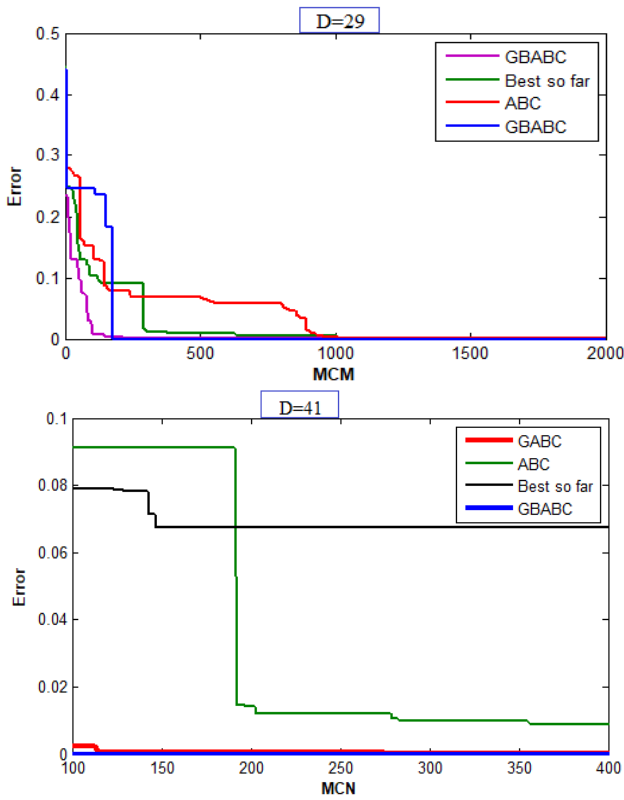 D=29
0.5
0.4
0.3
0.2
0.1
0
Error
GBABC
Best so far
ABC
GBABC
0 500 1000 1500 2000
MCM
D=41
0.1
0.08
0.06
0.04
0.02
0
Error
GABC
ABC
Best so far
GBABC
100 150 200 250 300 350 400
MCN